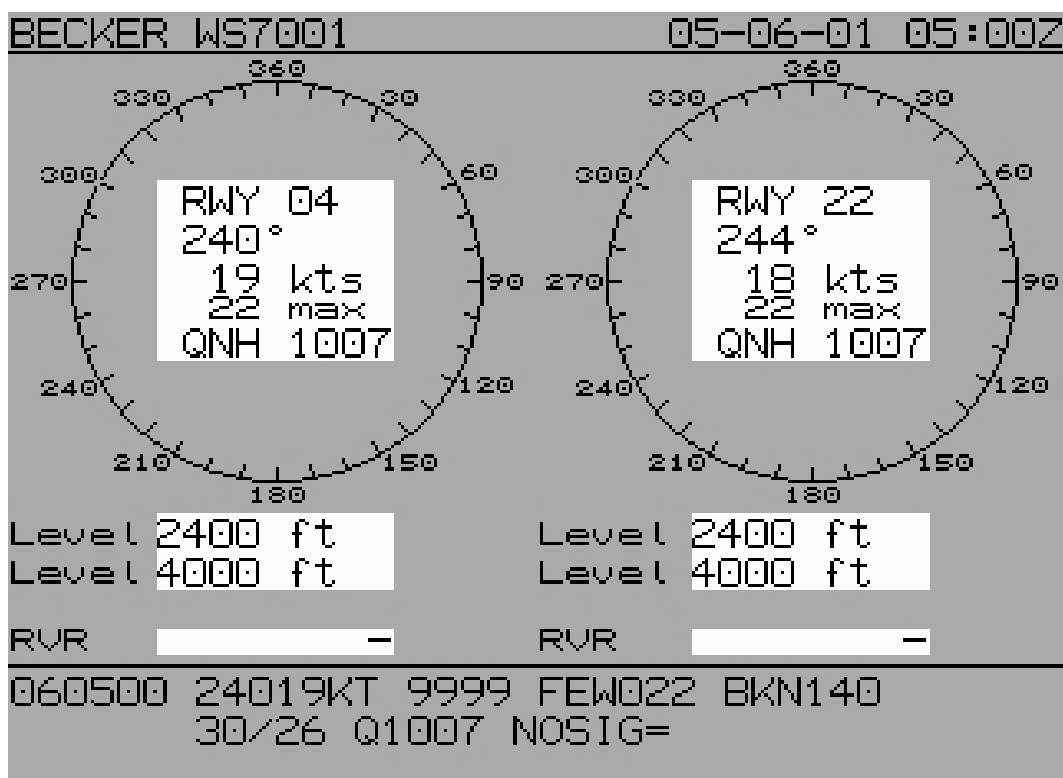 BECKER WS7001 05-06-01 05:00Z
360
330 30
300 60
RWY 04
240°
19 kts
22 max
QNH 1007
270 90
240 120
210 150
180
360
330 30
300 60
RWY 22
244°
18 kts
22 max
QNH 1007
270 90
240 120
210 150
180
Level 2400 ft
Level 4000 ft
RVR –
Level 2400 ft
Level 4000 ft
RVR –
060500 24019KT 9999 FEW022 BKN140
30/26 Q1007 NOSIG=